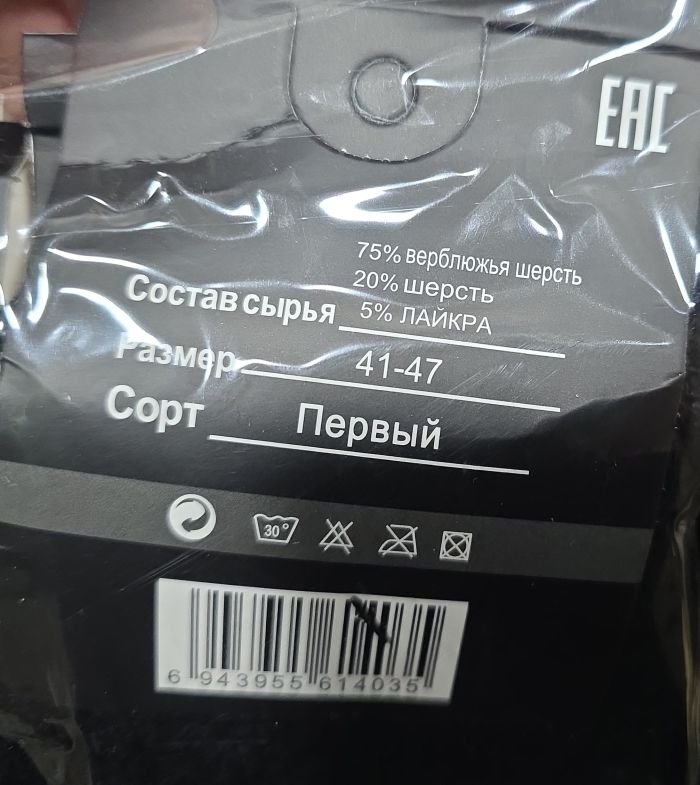 ЕАС
75% верблюжья шерсть
20% шерсть
Состав сырья 5% ЛАЙКРА
Размер 41-47
Сорт Первый
30°
6 943955 614035